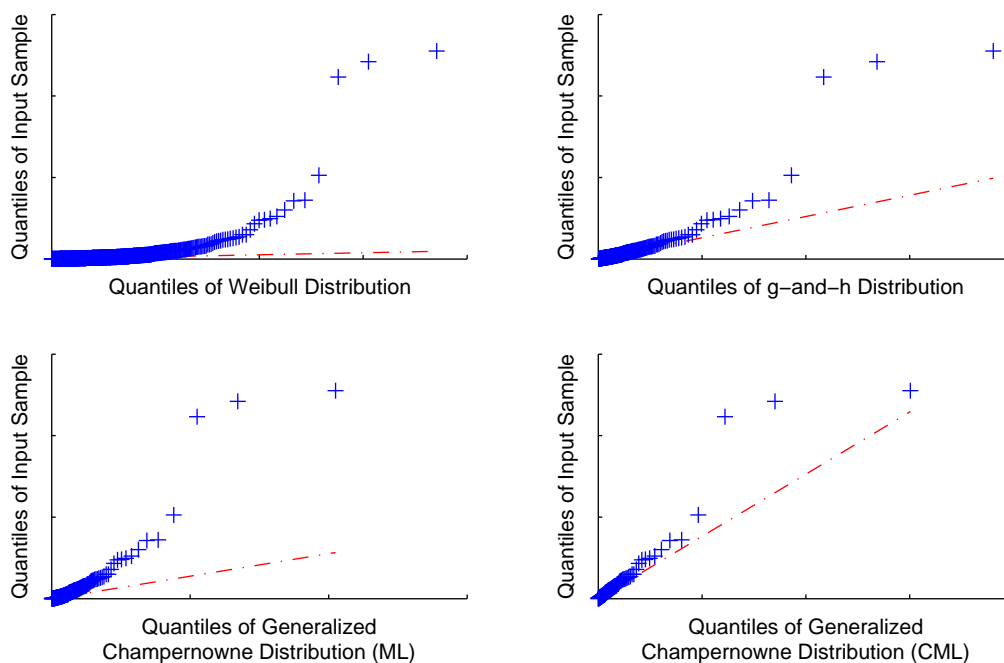 Quantiles of Input Sample
Quantiles of Weibull Distribution
Quantiles of Input Sample
Quantiles of g−and−h Distribution
Quantiles of Input Sample
Quantiles of Generalized
Champernowne Distribution (ML)
Quantiles of Input Sample
Quantiles of Generalized
Champernowne Distribution (CML)